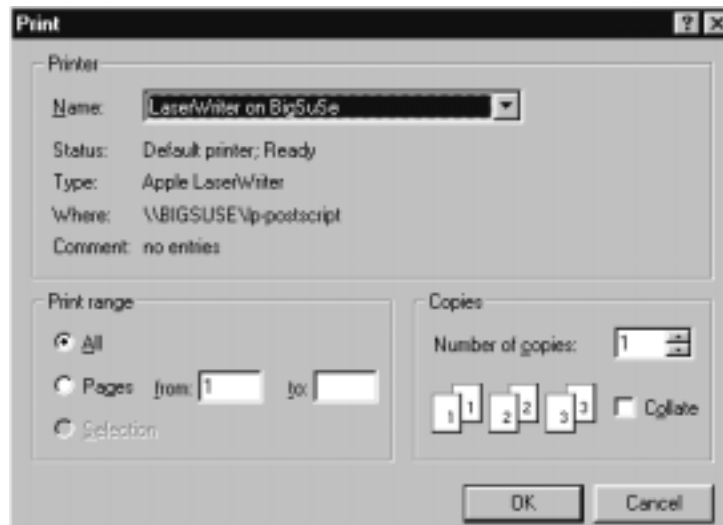 Print
Printer
Name: LaserWriter on BigSuSe
Status: Default printer; Ready
Type: Apple LaserWriter
Where: \\BIGSUSE\lp-postscript
Comment: no entries
Print range
All
Pages from: 1 to:
Selection
Copies
Number of copies: 1
1 1 2 2 3 3 Collate
OK Cancel